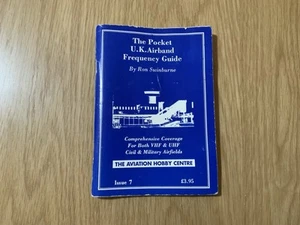 The Pocket
U.K.Airband
Frequency Guide
By Ron Swinburne
Comprehensive Coverage
For Both VHF & UHF
Civil & Military Airfields
THE AVIATION HOBBY CENTRE
Issue 7 £3.95